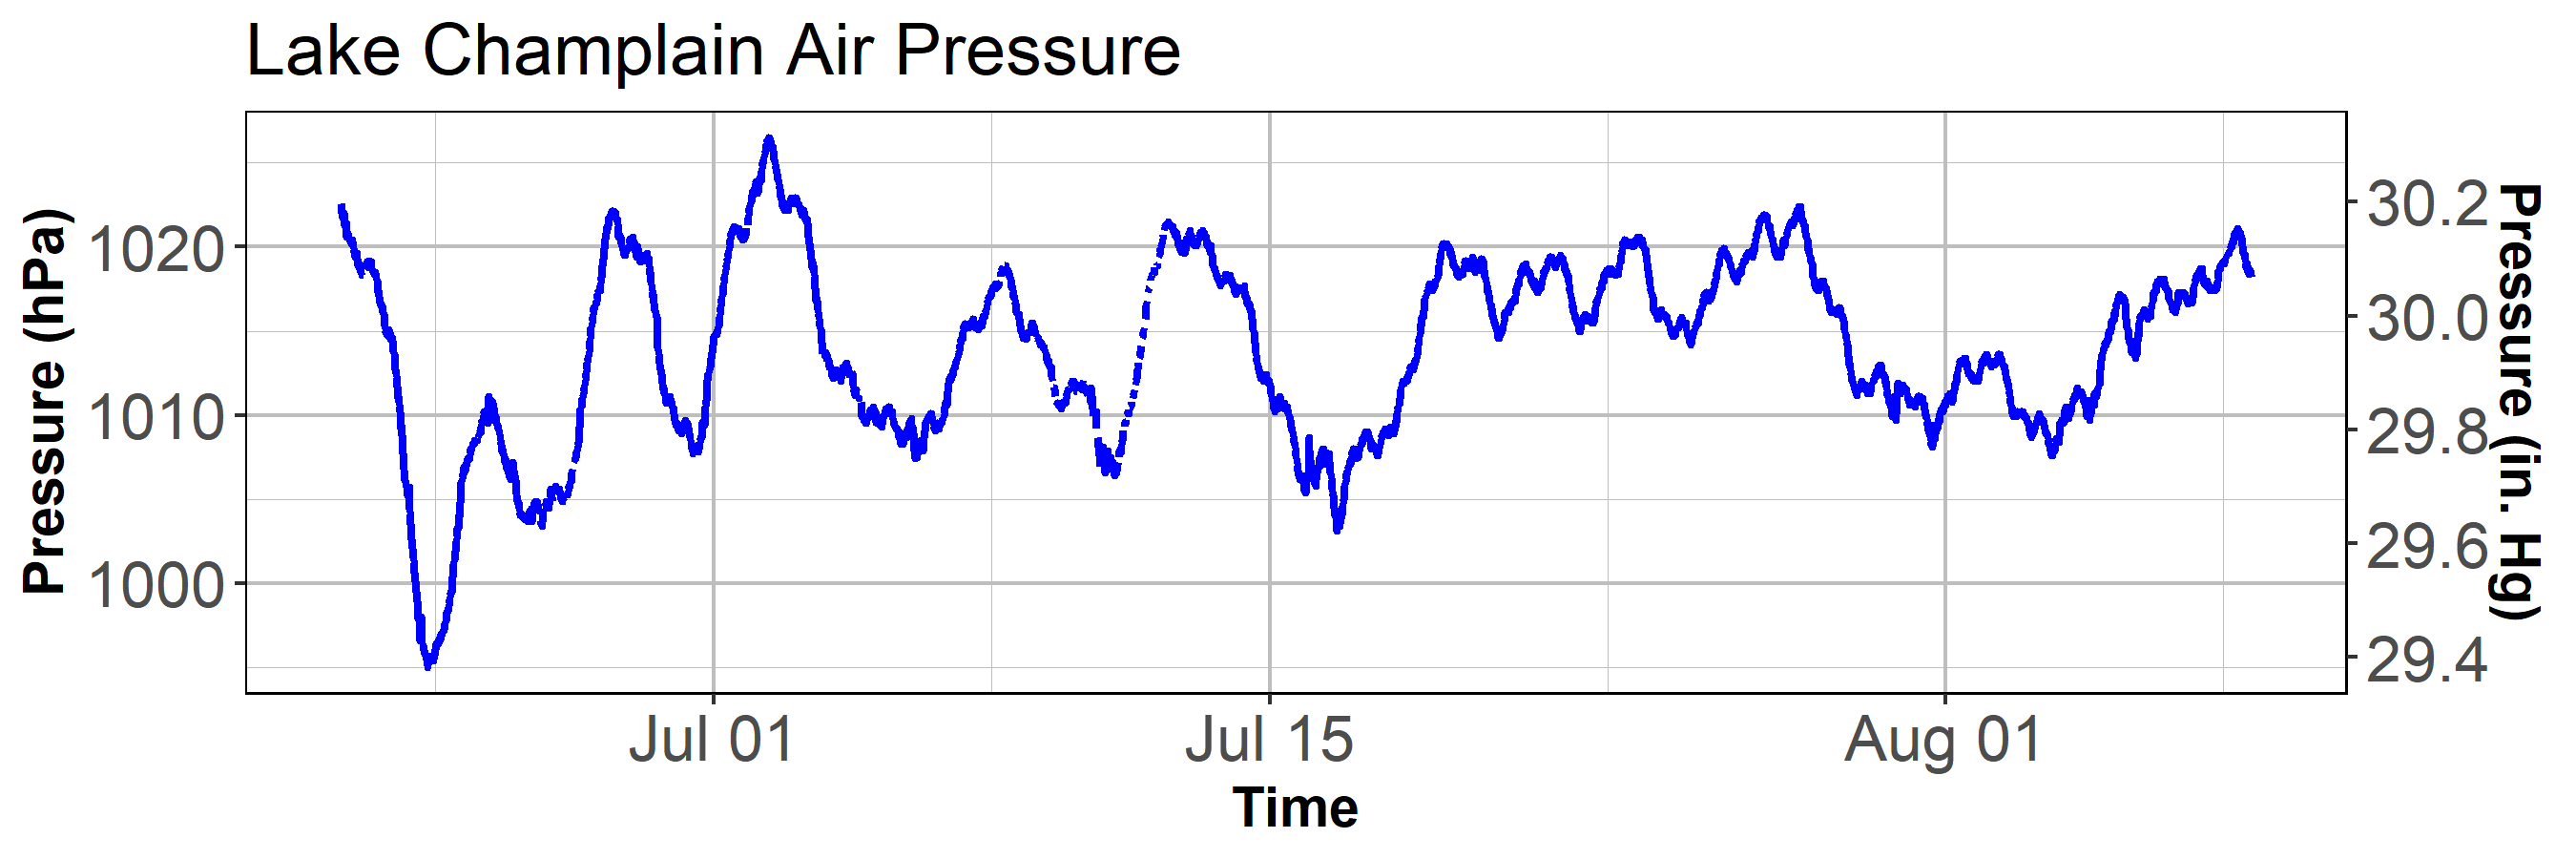 Lake Champlain Air Pressure
Pressure (hPa)
1020
1010
1000
30.2
30.0
29.8
29.6
29.4
Pressure (in. Hg)
Jul 01
Jul 15
Aug 01
Time